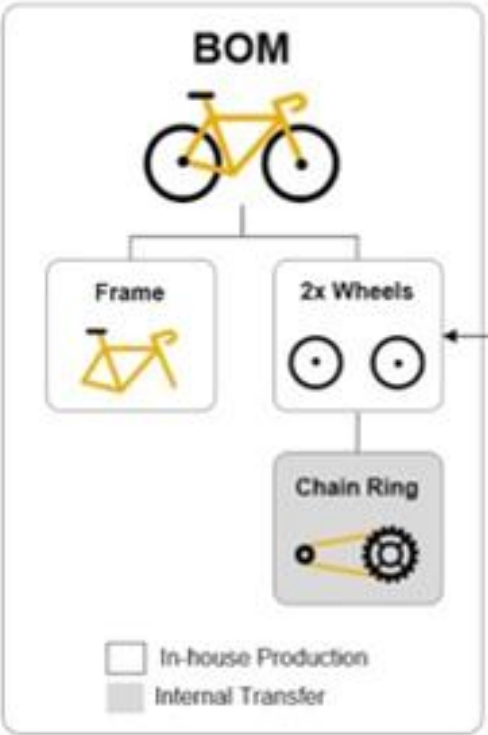 BOM
Frame
2x Wheels
Chain Ring
In-house Production
Internal Transfer